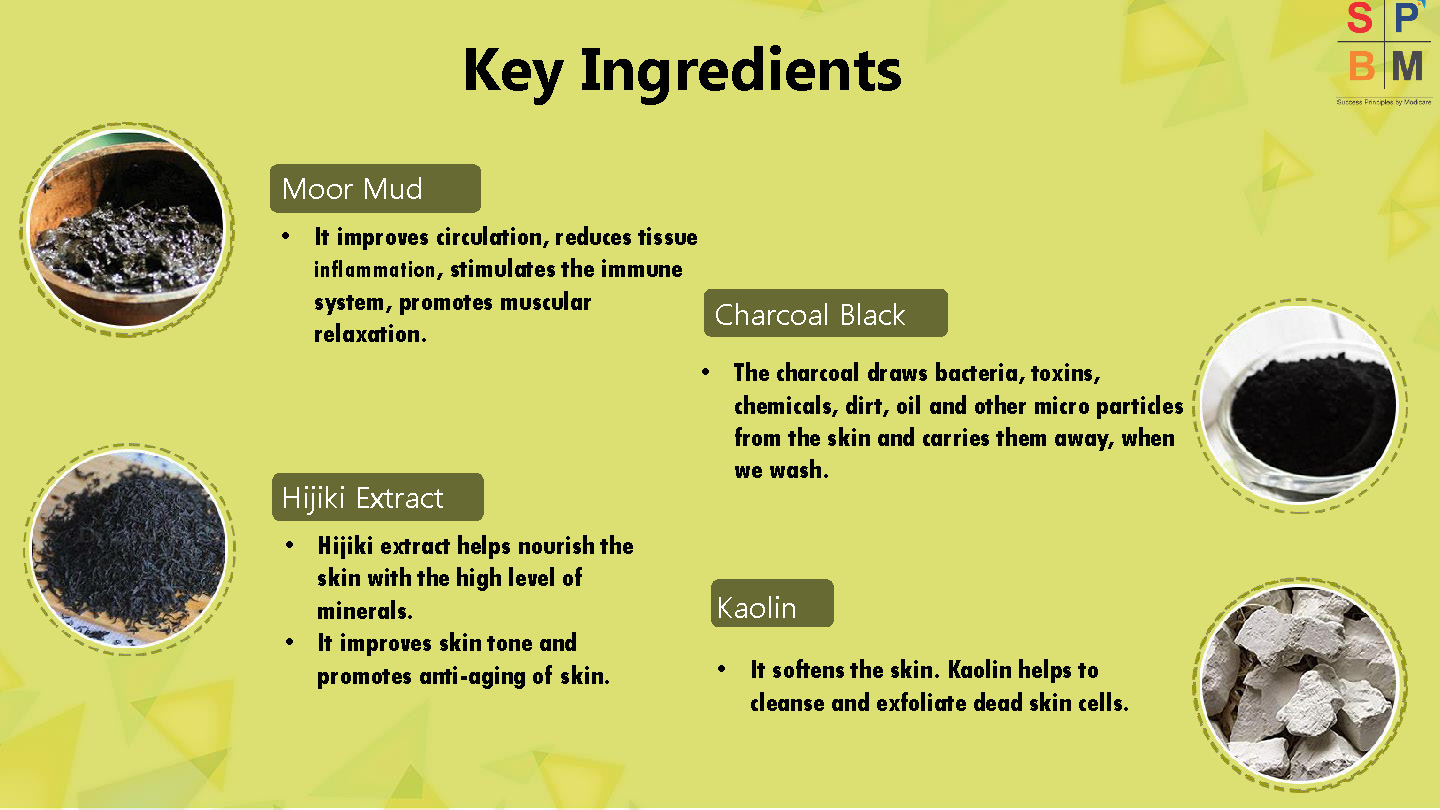 Key Ingredients
S P
B M
Success Principles by Modicare
Moor Mud
• It improves circulation, reduces tissue
inflammation, stimulates the immune
system, promotes muscular
relaxation.
Charcoal Black
• The charcoal draws bacteria, toxins,
chemicals, dirt, oil and other micro particles
from the skin and carries them away, when
we wash.
Hijiki Extract
• Hijiki extract helps nourish the
skin with the high level of
minerals.
• It improves skin tone and
promotes anti-aging of skin.
Kaolin
• It softens the skin. Kaolin helps to
cleanse and exfoliate dead skin cells.